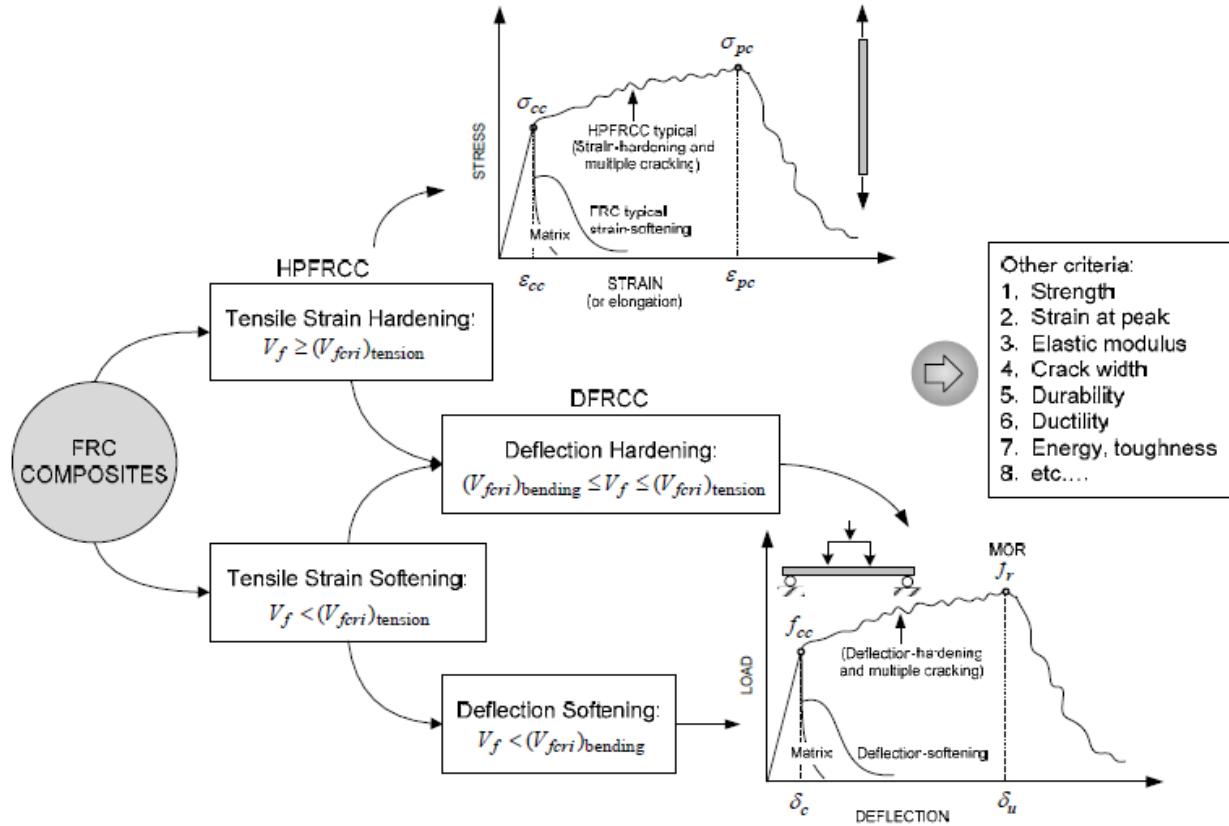 σcc
σpc
STRESS
HPFRCC typical
(Strain-hardening and
multiple cracking)
FRC typical
strain-softening
Matrix
εcc
STRAIN
(or elongation)
εpc
FRC
COMPOSITES
HPFRCC
Tensile Strain Hardening:
Vf ≥ (Vfcri)tension
DFRCC
Deflection Hardening:
(Vfcri)bending ≤ Vf ≤ (Vfcri)tension
Tensile Strain Softening:
Vf < (Vfcri)tension
Deflection Softening:
Vf < (Vfcri)bending
Other criteria:
1. Strength
2. Strain at peak
3. Elastic modulus
4. Crack width
5. Durability
6. Ductility
7. Energy, toughness
8. etc....
MOR
fr
fcc
LOAD
(Deflection-hardening
and multiple cracking)
Matrix
Deflection-softening
δc
DEFLECTION
δu